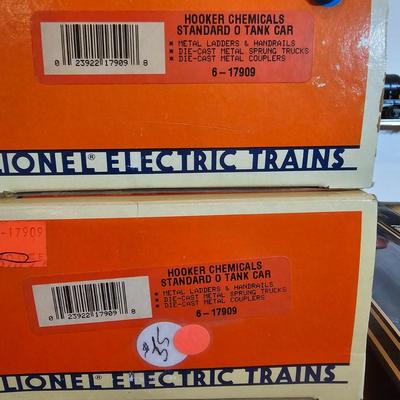 HOOKER CHEMICALS
STANDARD O TANK CAR
* METAL LADDERS & HANDRAILS
* DIE-CAST METAL SPRUNG TRUCKS
* DIE-CAST METAL COUPLERS
6-17909
0 23922 17909 8
LIONEL® ELECTRIC TRAINS
-17909
HOOKER CHEMICALS
STANDARD O TANK CAR
* METAL LADDERS & HANDRAILS
* DIE-CAST METAL SPRUNG TRUCKS
* DIE-CAST METAL COUPLERS
6-17909
0 23922 17909 8
LIONEL® ELECTRIC TRAINS